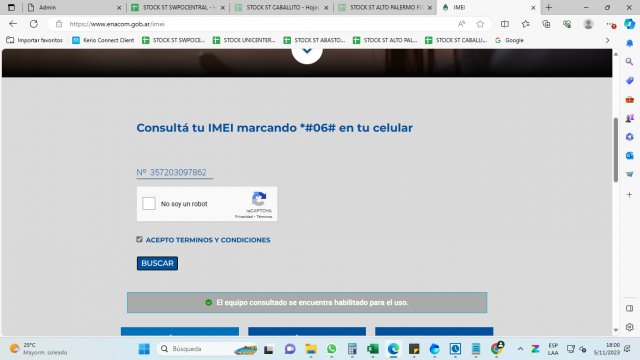 Admin
STOCK ST SWPOCENTRAL - H
STOCK ST CABALLITO - Hoja
STOCK ST ALTO PALERMO F
IMEI
https://www.enacom.gob.ar/imei
Importar favoritos
Kerio Connect Client
STOCK ST SWPOCE...
STOCK UNICENTER...
STOCK ST ABASTO...
STOCK ST ALTO PAL...
STOCK ST CABALLI...
Google
Consultá tu IMEI marcando *#06# en tu celular
Nº 357203097862
No soy un robot
reCAPTCHA
Privacidad - Términos
ACEPTO TERMINOS Y CONDICIONES
BUSCAR
El equipo consultado se encuentra habilitado para el uso.
25°C
Mayorm. soleado
Búsqueda
ESP
LAA
18:00
5/11/2023